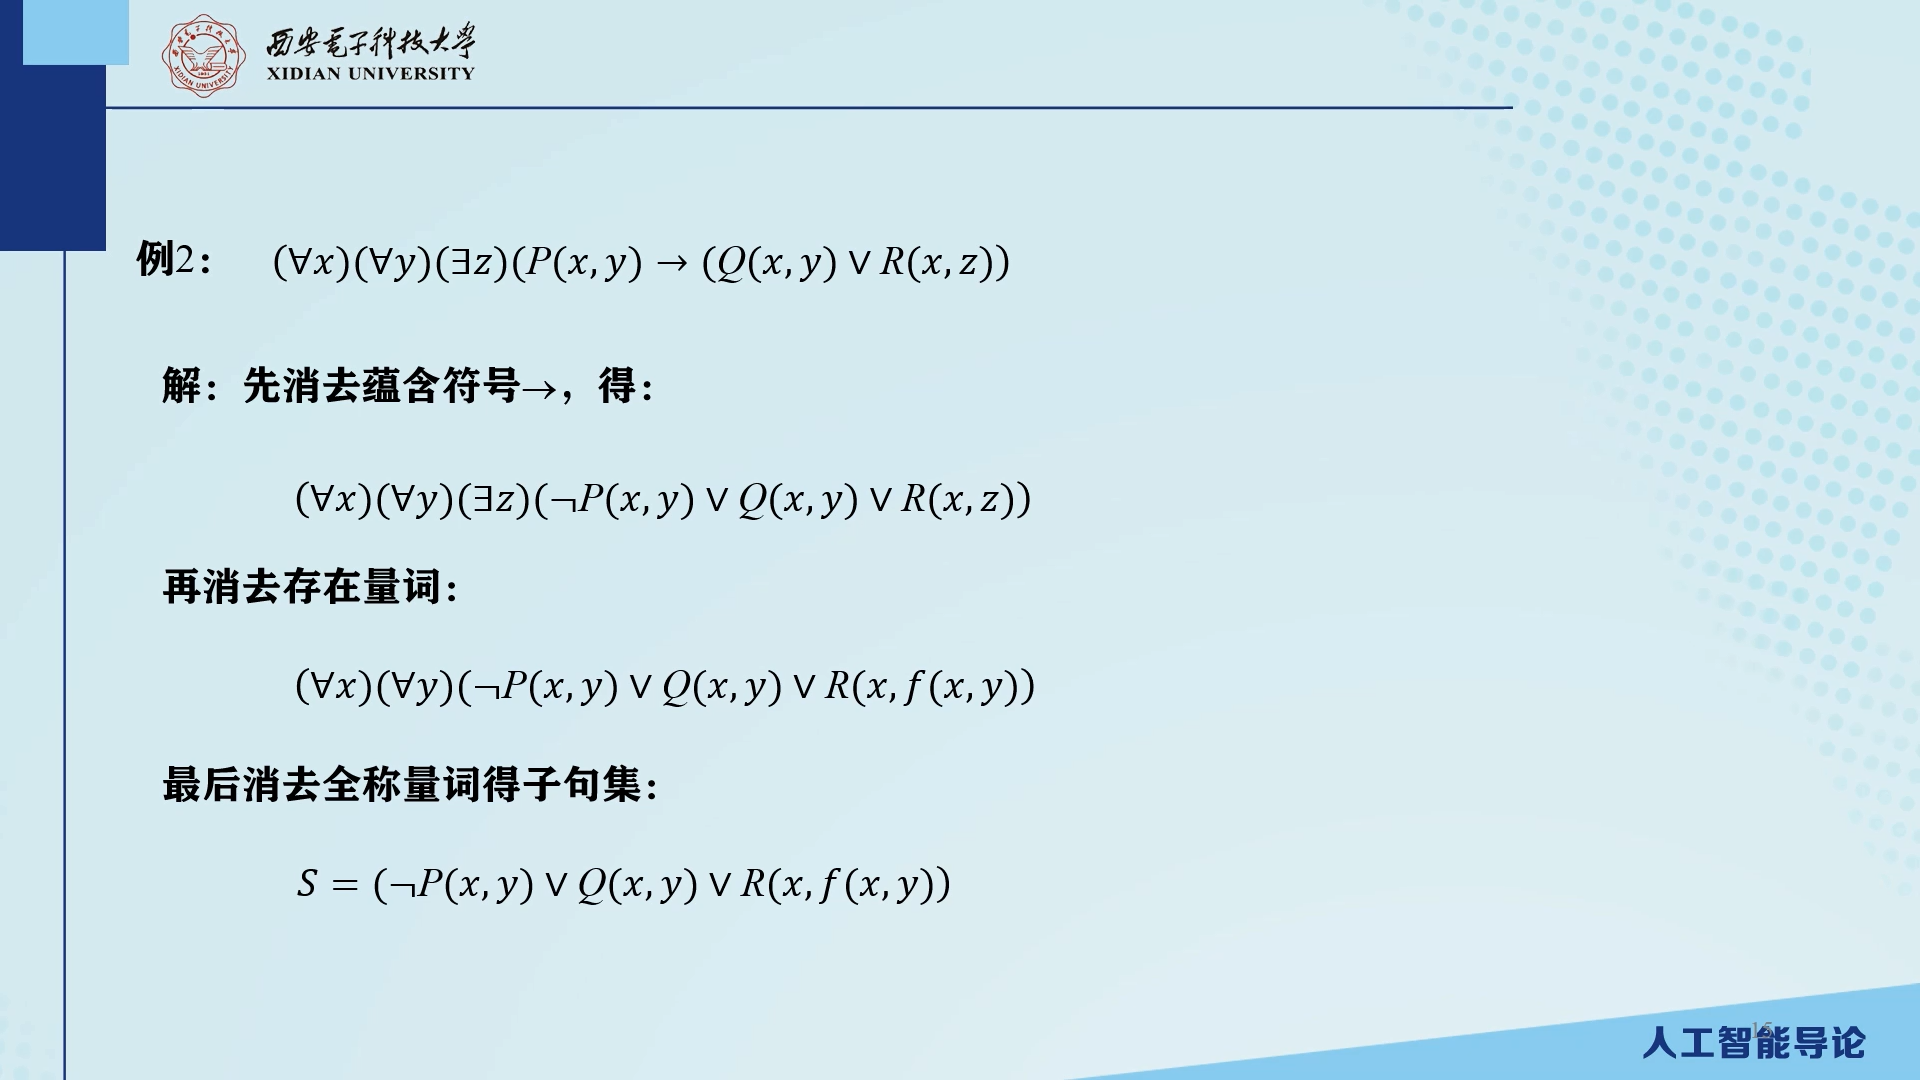 西安电子科技大学
XIDIAN UNIVERSITY
例2： (∀x)(∀y)(∃z)(P(x,y) → (Q(x,y) ∨ R(x,z))
解：先消去蕴含符号→，得：
(∀x)(∀y)(∃z)(¬P(x,y) ∨ Q(x,y) ∨ R(x,z))
再消去存在量词：
(∀x)(∀y)(¬P(x,y) ∨ Q(x,y) ∨ R(x,f(x,y))
最后消去全称量词得子句集：
S = (¬P(x,y) ∨ Q(x,y) ∨ R(x,f(x,y))
15
人工智能导论